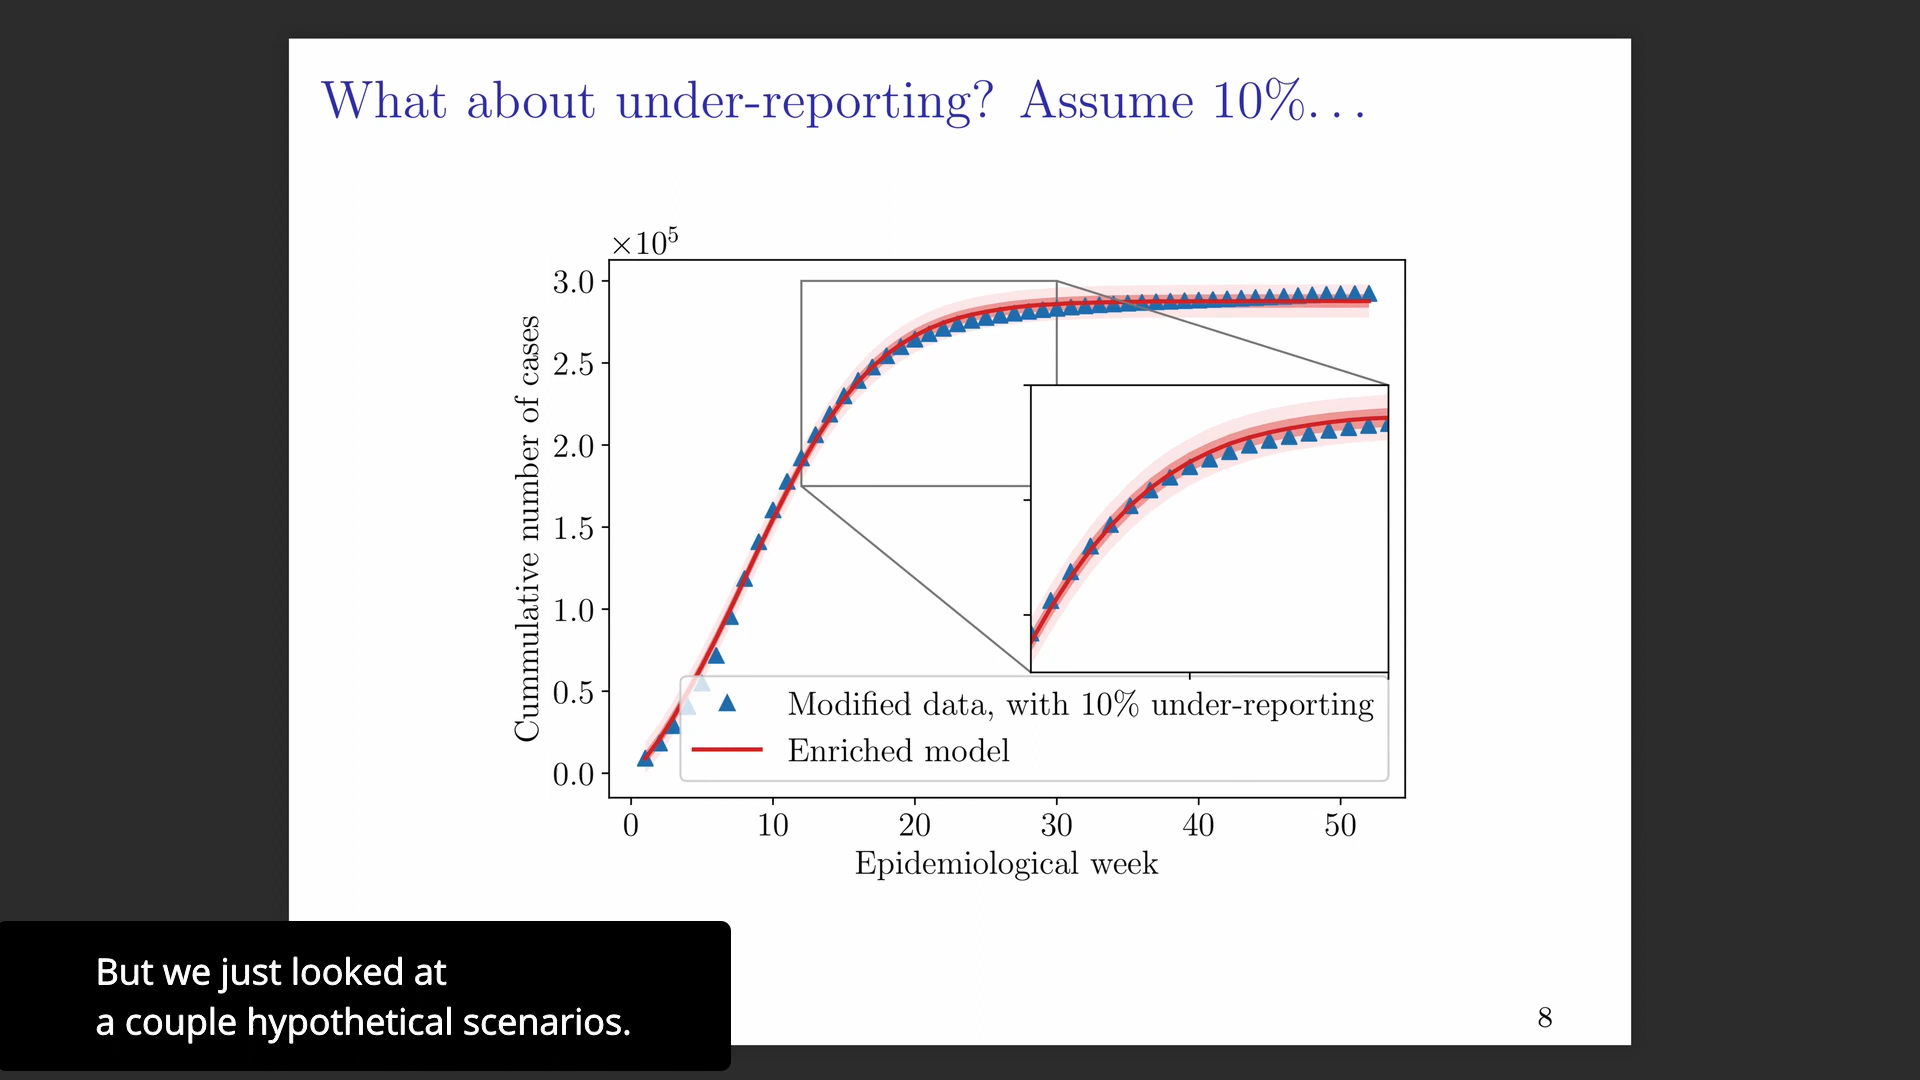 What about under-reporting? Assume 10%...
×10⁵
3.0
2.5
2.0
1.5
1.0
0.5
0.0
Cummulative number of cases
Modified data, with 10% under-reporting
Enriched model
0 10 20 30 40 50
Epidemiological week
But we just looked at
a couple hypothetical scenarios.
8